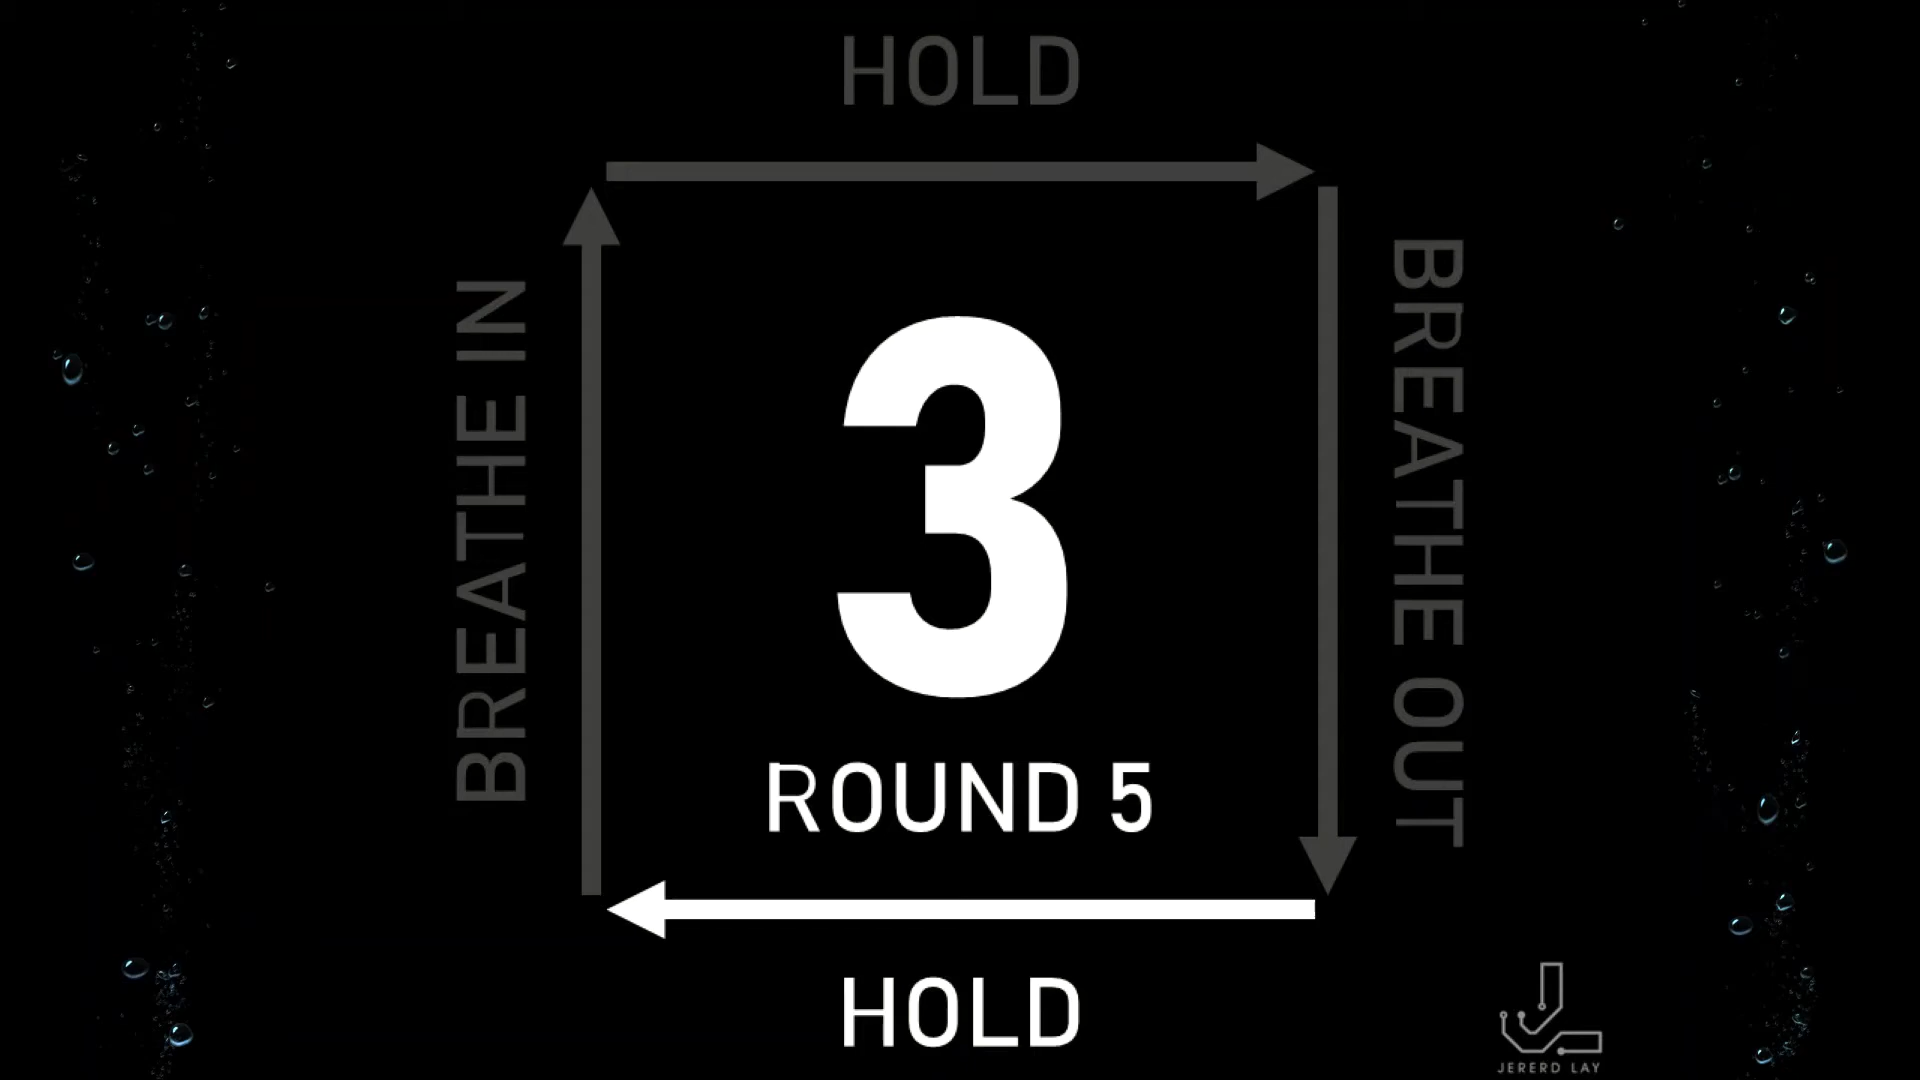 HOLD
BREATHE IN
3
BREATHE OUT
ROUND 5
HOLD
JERERD LAY